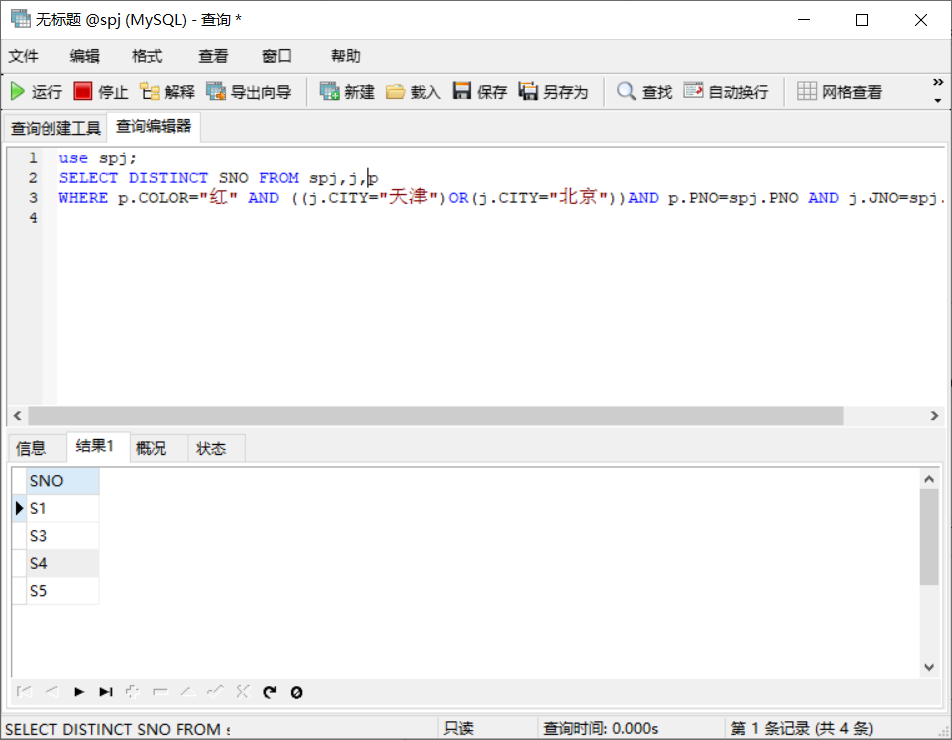 无标题 @spj (MySQL) - 查询 *
文件 编辑 格式 查看 窗口 帮助
运行 停止 解释 导出向导 新建 载入 保存 另存为 查找 自动换行 网格查看 »
查询创建工具 查询编辑器
1 use spj;
2 SELECT DISTINCT SNO FROM spj,j,p
3 WHERE p.COLOR="红" AND ((j.CITY="天津")OR(j.CITY="北京"))AND p.PNO=spj.PNO AND j.JNO=spj.
4
信息 结果1 概况 状态
SNO
S1
S3
S4
S5
SELECT DISTINCT SNO FROM 只读 查询时间: 0.000s 第 1 条记录 (共 4 条)